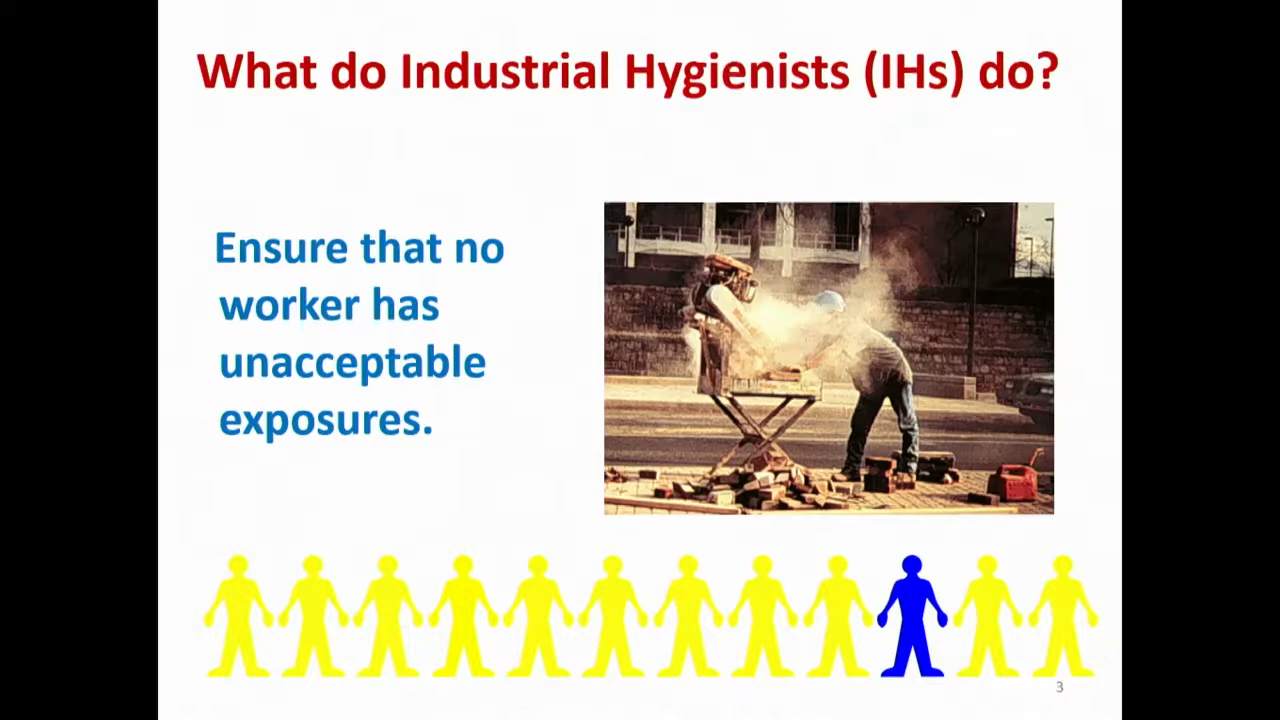 What do Industrial Hygienists (IHs) do?
Ensure that no
worker has
unacceptable
exposures.
3